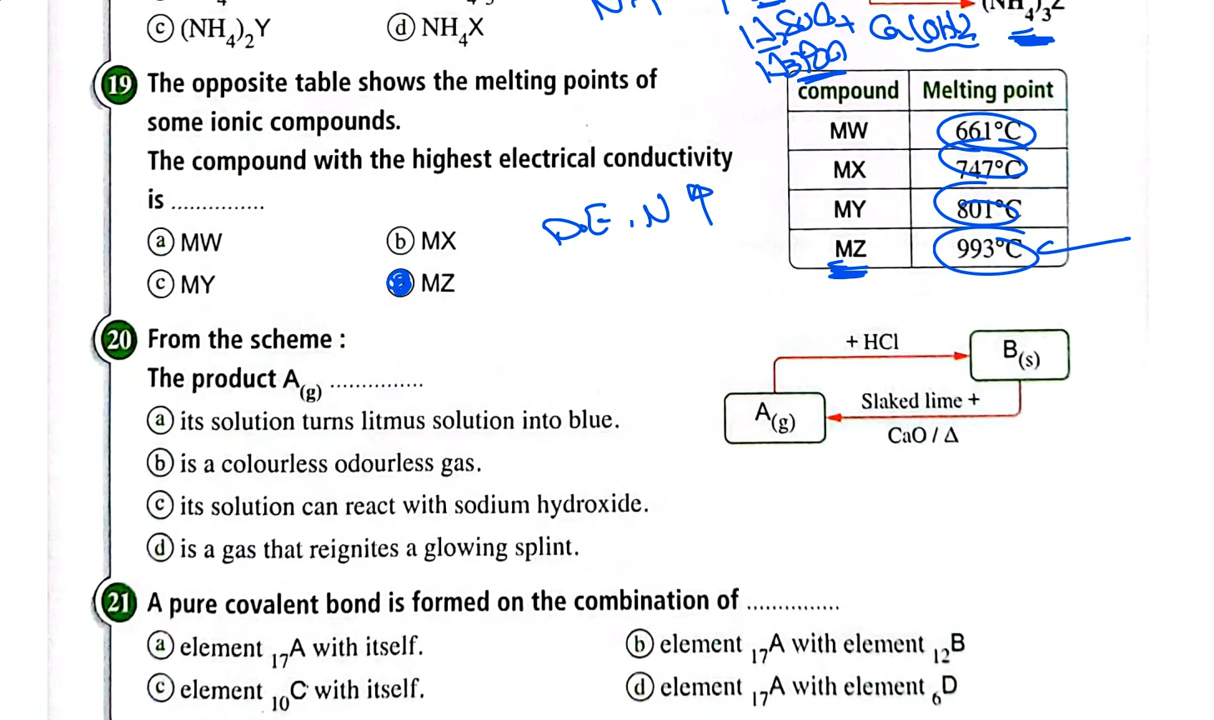 ⓒ (NH₄)₂Y ⓓ NH₄X
Ca(OH)2
(NH₄)₃Z
19 The opposite table shows the melting points of
some ionic compounds.
The compound with the highest electrical conductivity
is ...............
ⓐ MW ⓑ MX
ⓒ MY MZ
D.E.N ↑
compound Melting point
MW 661°C
MX 747°C
MY 801°C
MZ 993°C
20 From the scheme :
The product A(g) ...............
ⓐ its solution turns litmus solution into blue.
ⓑ is a colourless odourless gas.
ⓒ its solution can react with sodium hydroxide.
ⓓ is a gas that reignites a glowing splint.
+ HCl
B(s)
A(g)
Slaked lime +
CaO / Δ
21 A pure covalent bond is formed on the combination of ...............
ⓐ element ₁₇A with itself. ⓑ element ₁₇A with element ₁₂B
ⓒ element ₁₀C with itself. ⓓ element ₁₇A with element ₆D